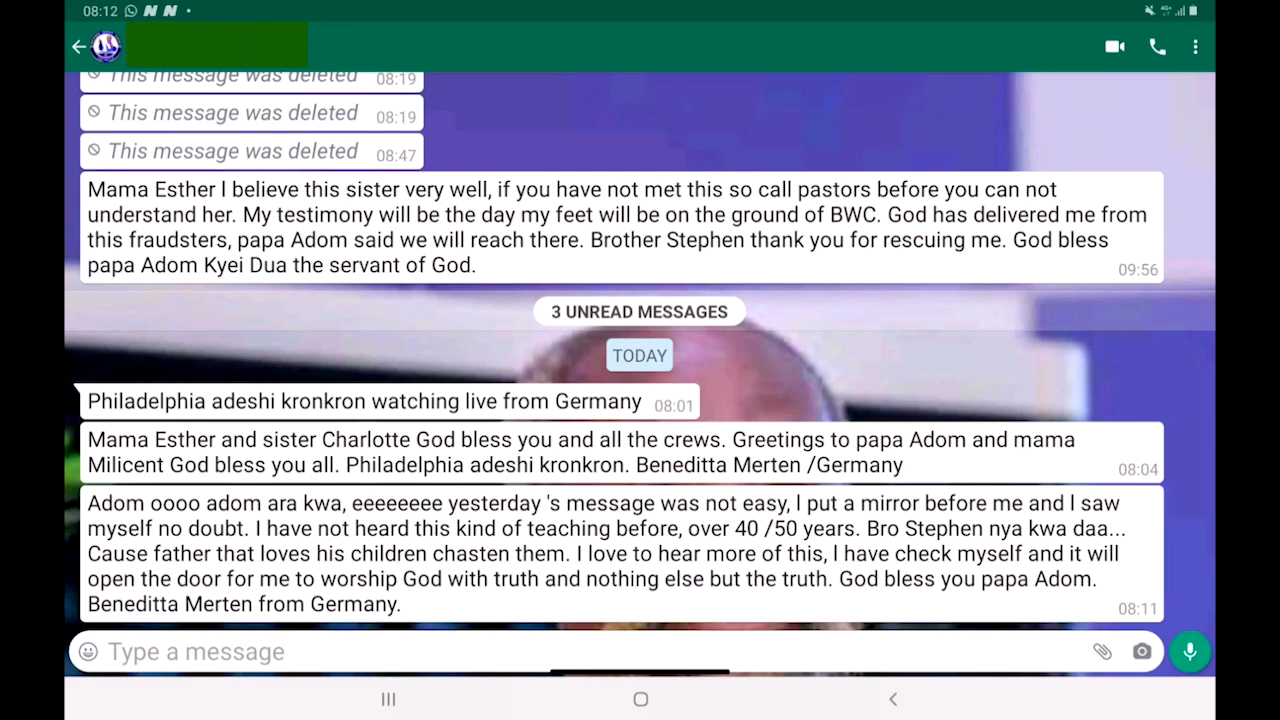 08:12
This message was deleted 08:19
This message was deleted 08:19
This message was deleted 08:47
Mama Esther I believe this sister very well, if you have not met this so call pastors before you can not
understand her. My testimony will be the day my feet will be on the ground of BWC. God has delivered me from
this fraudsters, papa Adom said we will reach there. Brother Stephen thank you for rescuing me. God bless
papa Adom Kyei Dua the servant of God.
09:56
3 UNREAD MESSAGES
TODAY
Philadelphia adeshi kronkron watching live from Germany 08:01
Mama Esther and sister Charlotte God bless you and all the crews. Greetings to papa Adom and mama
Milicent God bless you all. Philadelphia adeshi kronkron. Beneditta Merten /Germany
08:04
Adom oooo adom ara kwa, eeeeeeee yesterday 's message was not easy, I put a mirror before me and I saw
myself no doubt. I have not heard this kind of teaching before, over 40 /50 years. Bro Stephen nya kwa daa...
Cause father that loves his children chasten them. I love to hear more of this, I have check myself and it will
open the door for me to worship God with truth and nothing else but the truth. God bless you papa Adom.
Beneditta Merten from Germany.
08:11
Type a message